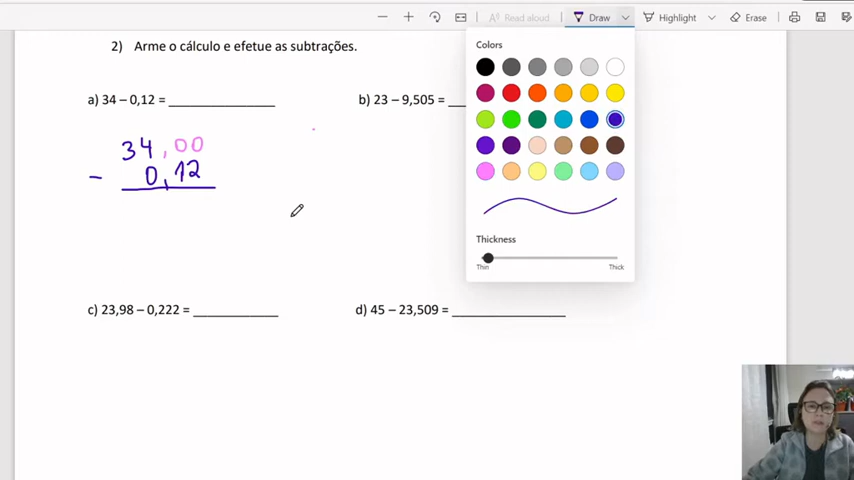 Read aloud Draw Highlight Erase
2) Arme o cálculo e efetue as subtrações.
Colors
a) 34 – 0,12 = _______________
b) 23 – 9,505 = __
34,00
– 0,12
Thickness
Thin Thick
c) 23,98 – 0,222 = ____________
d) 45 – 23,509 = ________________